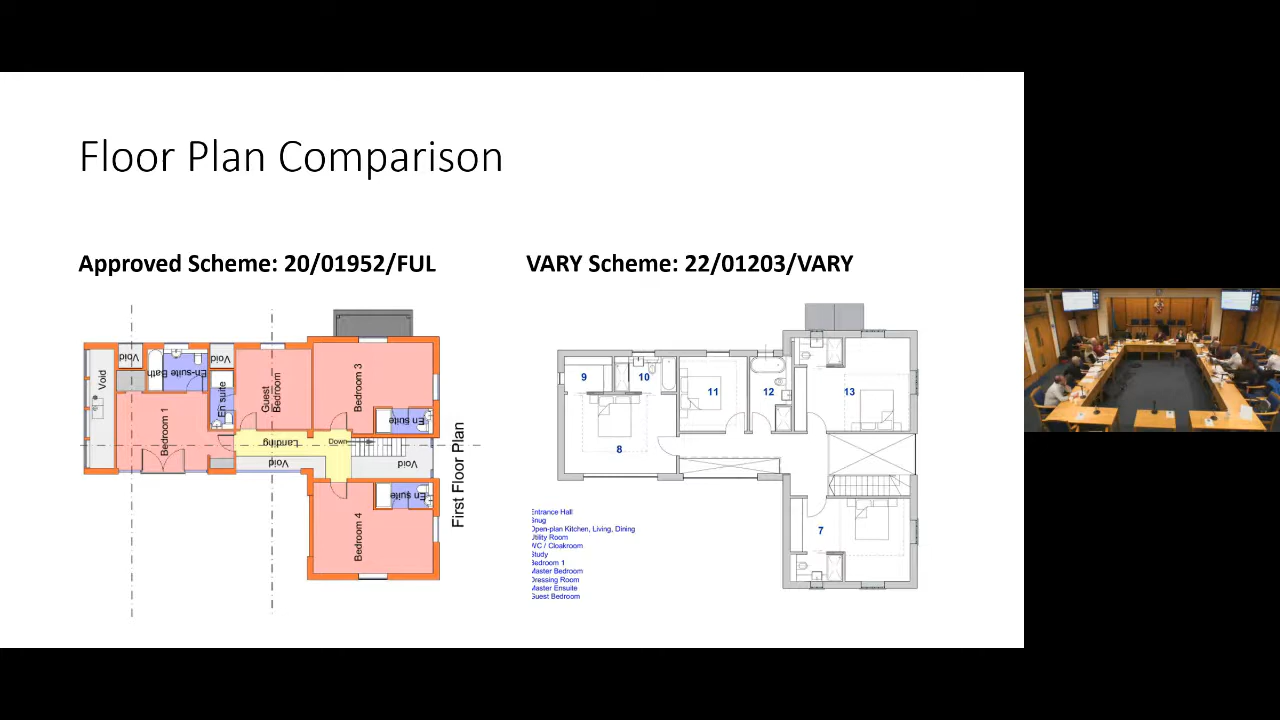 Floor Plan Comparison
Approved Scheme: 20/01952/FUL
VARY Scheme: 22/01203/VARY
Void
Void
En-suite Bath
Void
En suite
Bedroom 1
Guest
Bedroom
Bedroom 3
En suite
Landing
Down
Void
Void
En suite
Bedroom 4
First Floor Plan
9
10
11
12
13
8
7
Entrance Hall
Snug
Open-plan Kitchen, Living, Dining
Utility Room
WC / Cloakroom
Study
Bedroom 1
Master Bedroom
Dressing Room
Master Ensuite
Guest Bedroom